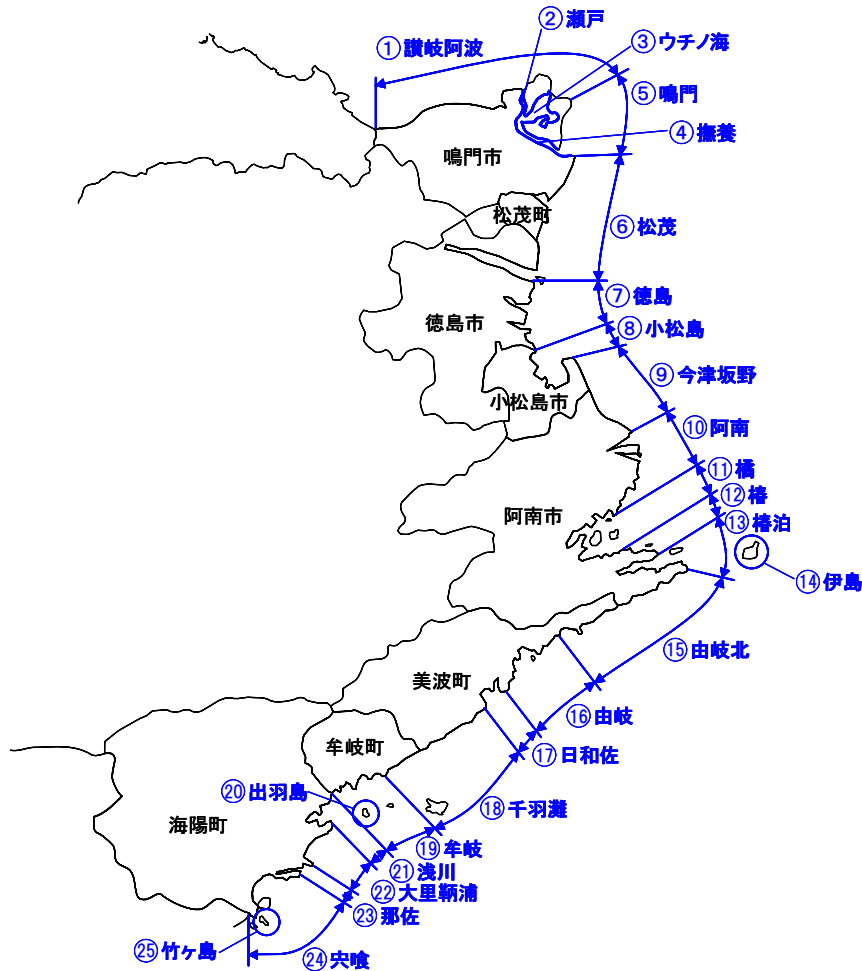 ②瀬戸
①讃岐阿波
③ウチノ海
⑤鳴門
④撫養
鳴門市
松茂町
⑥松茂
⑦徳島
徳島市
⑧小松島
⑨今津坂野
小松島市
⑩阿南
⑪橘
⑫椿
阿南市
⑬椿泊
⑭伊島
⑮由岐北
美波町
⑯由岐
牟岐町
⑰日和佐
⑳出羽島
⑱千羽灘
海陽町
⑲牟岐
㉑浅川
㉒大里鞆浦
㉓那佐
㉕竹ヶ島
㉔宍喰